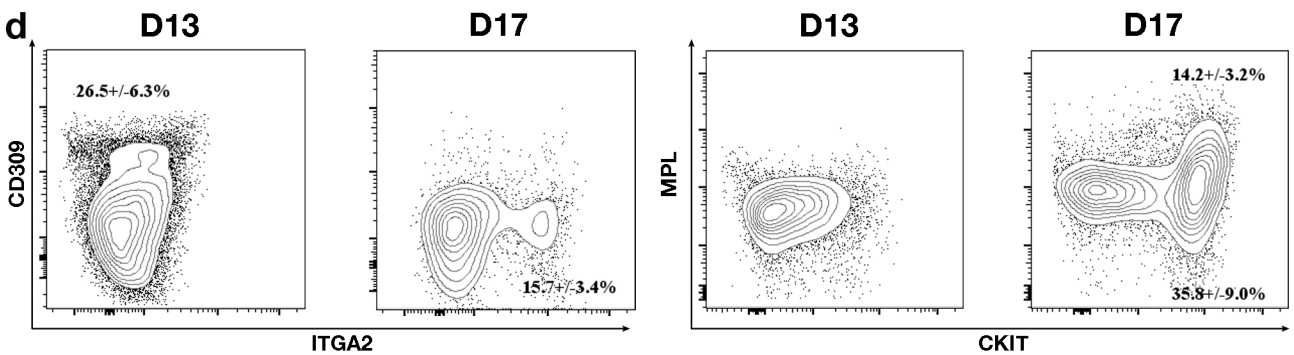 d
D13 D17 D13 D17
26.5+/-6.3%
14.2+/-3.2%
CD309
MPL
15.7+/-3.4%
35.8+/-9.0%
ITGA2
CKIT